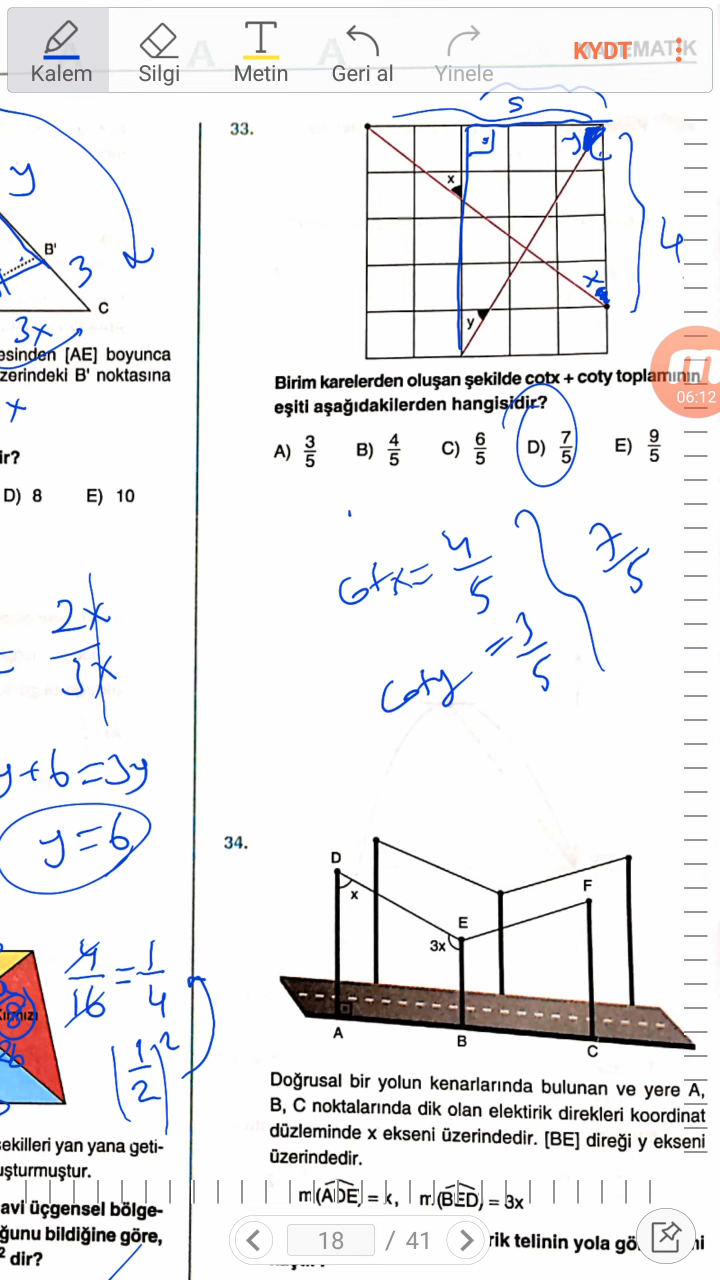 Kalem
Silgi
Metin
Geri al
Yinele
KYDT
MATEMATİK
33.
s
y
x
4
x
y
y
B'
3
C
3x
esinden [AE] boyunca
zerindeki B' noktasına
x
ir?
D) 8 E) 10
06:12
Birim karelerden oluşan şekilde cotx + coty toplamının
eşiti aşağıdakilerden hangisidir?
A) 3/5 B) 4/5 C) 6/5 D) 7/5 E) 9/5
cotx = 4/5
coty = 3/5
7/5
= 2x/3x
y+6=3y
y=6
4/16 = 1/4
(1/2)²
34.
D
x
E
3x
F
A
B
C
Doğrusal bir yolun kenarlarında bulunan ve yere A,
B, C noktalarında dik olan elektirik direkleri koordinat
düzleminde x ekseni üzerindedir. [BE] direği y ekseni
üzerindedir.
m(ADE) = x, m(BED) = 3x
rik telinin yola gö
ni
şekilleri yan yana geti-
uşturmuştur.
avi üçgensel bölge-
ğunu bildiğine göre,
² dir?
18 / 41